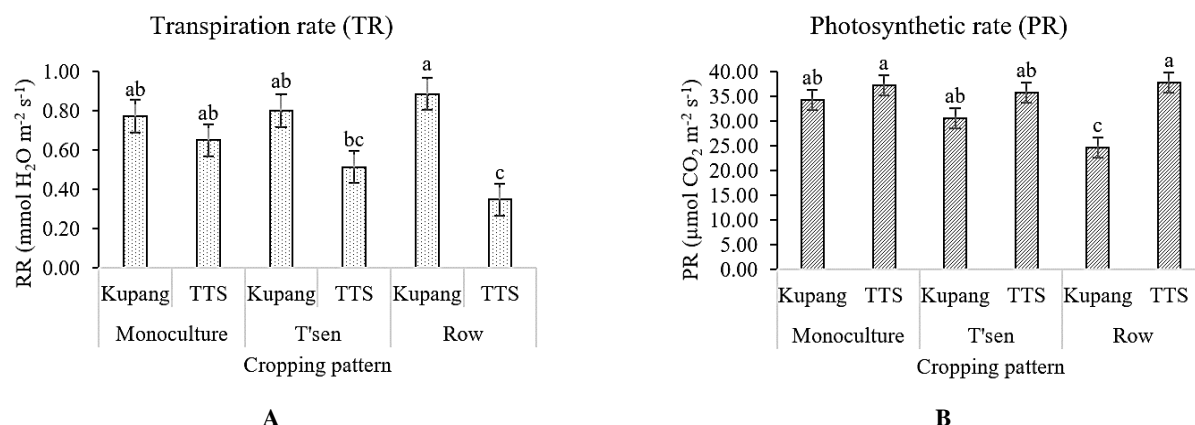 Transpiration rate (TR)
RR (mmol H₂O m⁻² s⁻¹)
1.00
0.80
0.60
0.40
0.20
0.00
ab
ab
ab
bc
a
c
Kupang TTS Kupang TTS Kupang TTS
Monoculture T'sen Row
Cropping pattern
A
Photosynthetic rate (PR)
PR (µmol CO₂ m⁻² s⁻¹)
40.00
35.00
30.00
25.00
20.00
15.00
10.00
5.00
0.00
ab
a
ab
ab
c
a
Kupang TTS Kupang TTS Kupang TTS
Monoculture T'sen Row
Cropping pattern
B